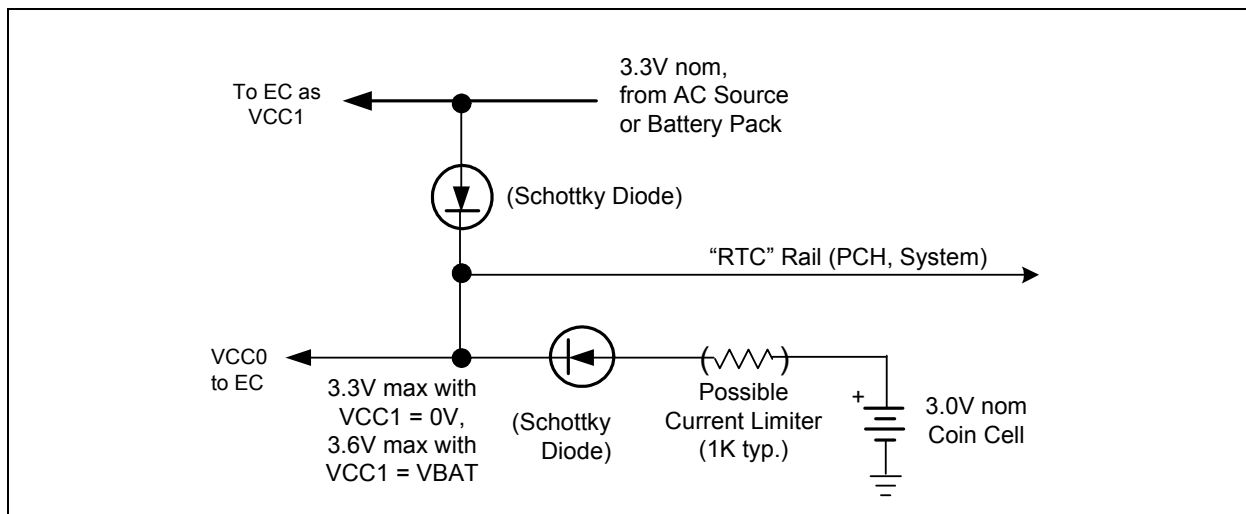 3.3V nom,
from AC Source
or Battery Pack
To EC as
VCC1
(Schottky Diode)
“RTC” Rail (PCH, System)
VCC0
to EC
3.3V max with
VCC1 = 0V,
3.6V max with
VCC1 = VBAT
(Schottky
Diode)
( )
Possible
Current Limiter
(1K typ.)
+
3.0V nom
Coin Cell